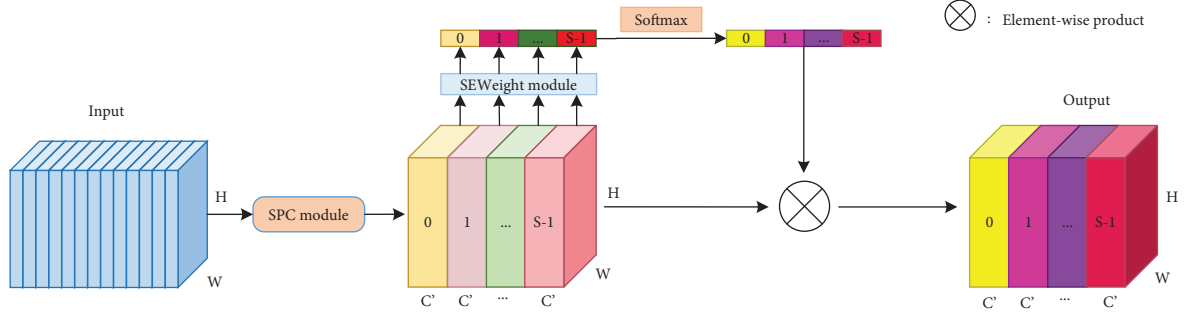 Softmax
: Element-wise product
0 1 ... S-1
0 1 ... S-1
SEWeight module
Input
Output
H
SPC module
0 1 ... S-1
H
0 1 ... S-1
H
W
W
W
C' C' ... C'
C' C' ... C'